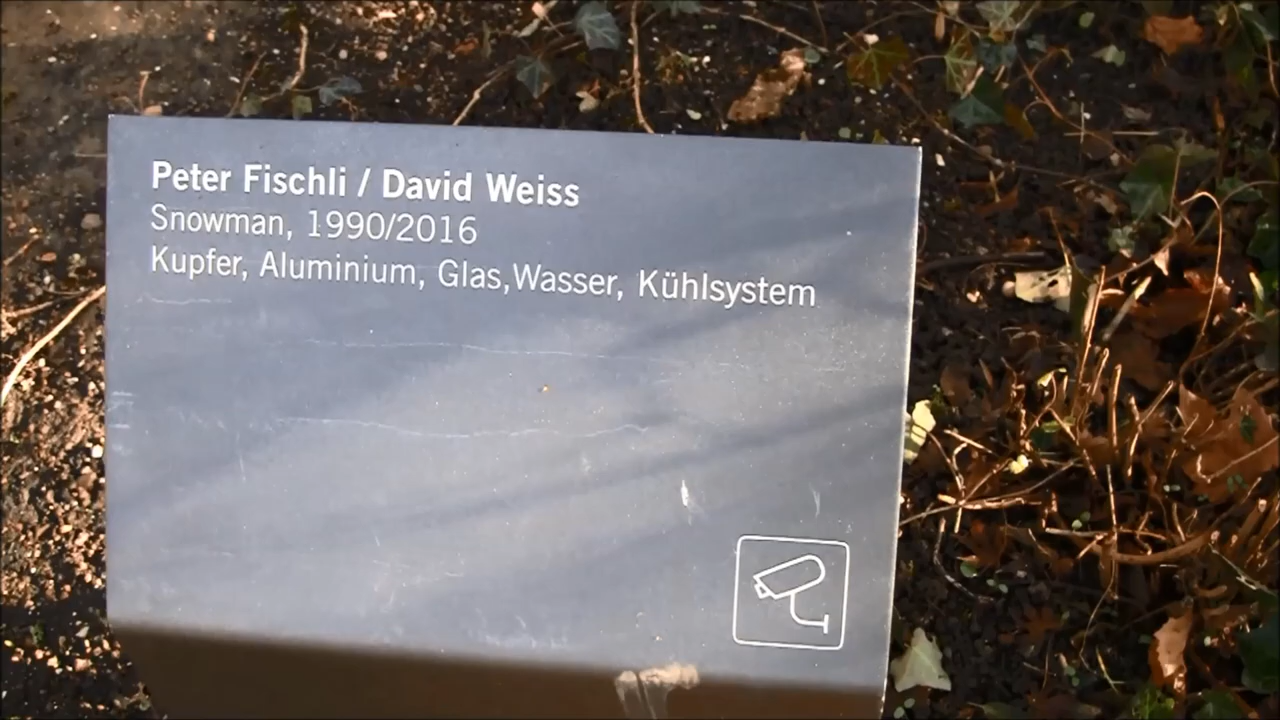 Peter Fischli / David Weiss
Snowman, 1990/2016
Kupfer, Aluminium, Glas,Wasser, Kühlsystem